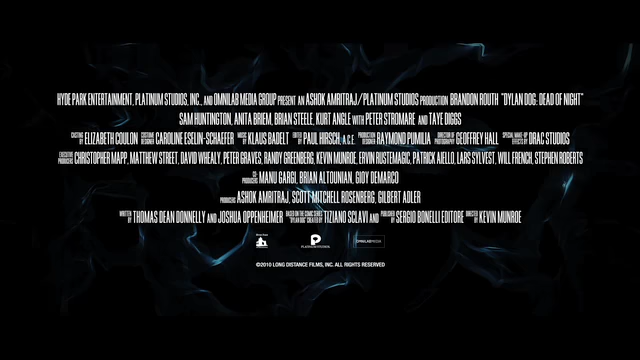 HYDE PARK ENTERTAINMENT, PLATINUM STUDIOS, INC., AND OMNILAB MEDIA GROUP PRESENT AN ASHOK AMRITRAJ/PLATINUM STUDIOS PRODUCTION BRANDON ROUTH "DYLAN DOG: DEAD OF NIGHT"
SAM HUNTINGTON, ANITA BRIEM, BRIAN STEELE, KURT ANGLE WITH PETER STROMARE AND TAYE DIGGS
CASTING BY ELIZABETH COULON COSTUME DESIGNER CAROLINE ESELIN-SCHAEFER MUSIC BY KLAUS BADELT EDITED BY PAUL HIRSCH, A.C.E. PRODUCTION DESIGNER RAYMOND PUMILIA DIRECTOR OF PHOTOGRAPHY GEOFFREY HALL SPECIAL MAKE-UP EFFECTS BY DRAC STUDIOS
EXECUTIVE PRODUCERS CHRISTOPHER MAPP, MATTHEW STREET, DAVID WHEALY, PETER GRAVES, RANDY GREENBERG, KEVIN MUNROE, ERVIN RUSTEMAGIC, PATRICK AIELLO, LARS SYLVEST, WILL FRENCH, STEPHEN ROBERTS
CO-PRODUCERS MANU GARGI, BRIAN ALTOUNIAN, GIOY DEMARCO
PRODUCERS ASHOK AMRITRAJ, SCOTT MITCHELL ROSENBERG, GILBERT ADLER
WRITTEN BY THOMAS DEAN DONNELLY AND JOSHUA OPPENHEIMER BASED ON THE COMIC SERIES "DYLAN DOG" CREATED BY TIZIANO SCLAVI AND PUBLISHED BY SERGIO BONELLI EDITORE DIRECTED BY KEVIN MUNROE
PLATINUM STUDIOS OMNILABMEDIA
©2010 LONG DISTANCE FILMS, INC. ALL RIGHTS RESERVED